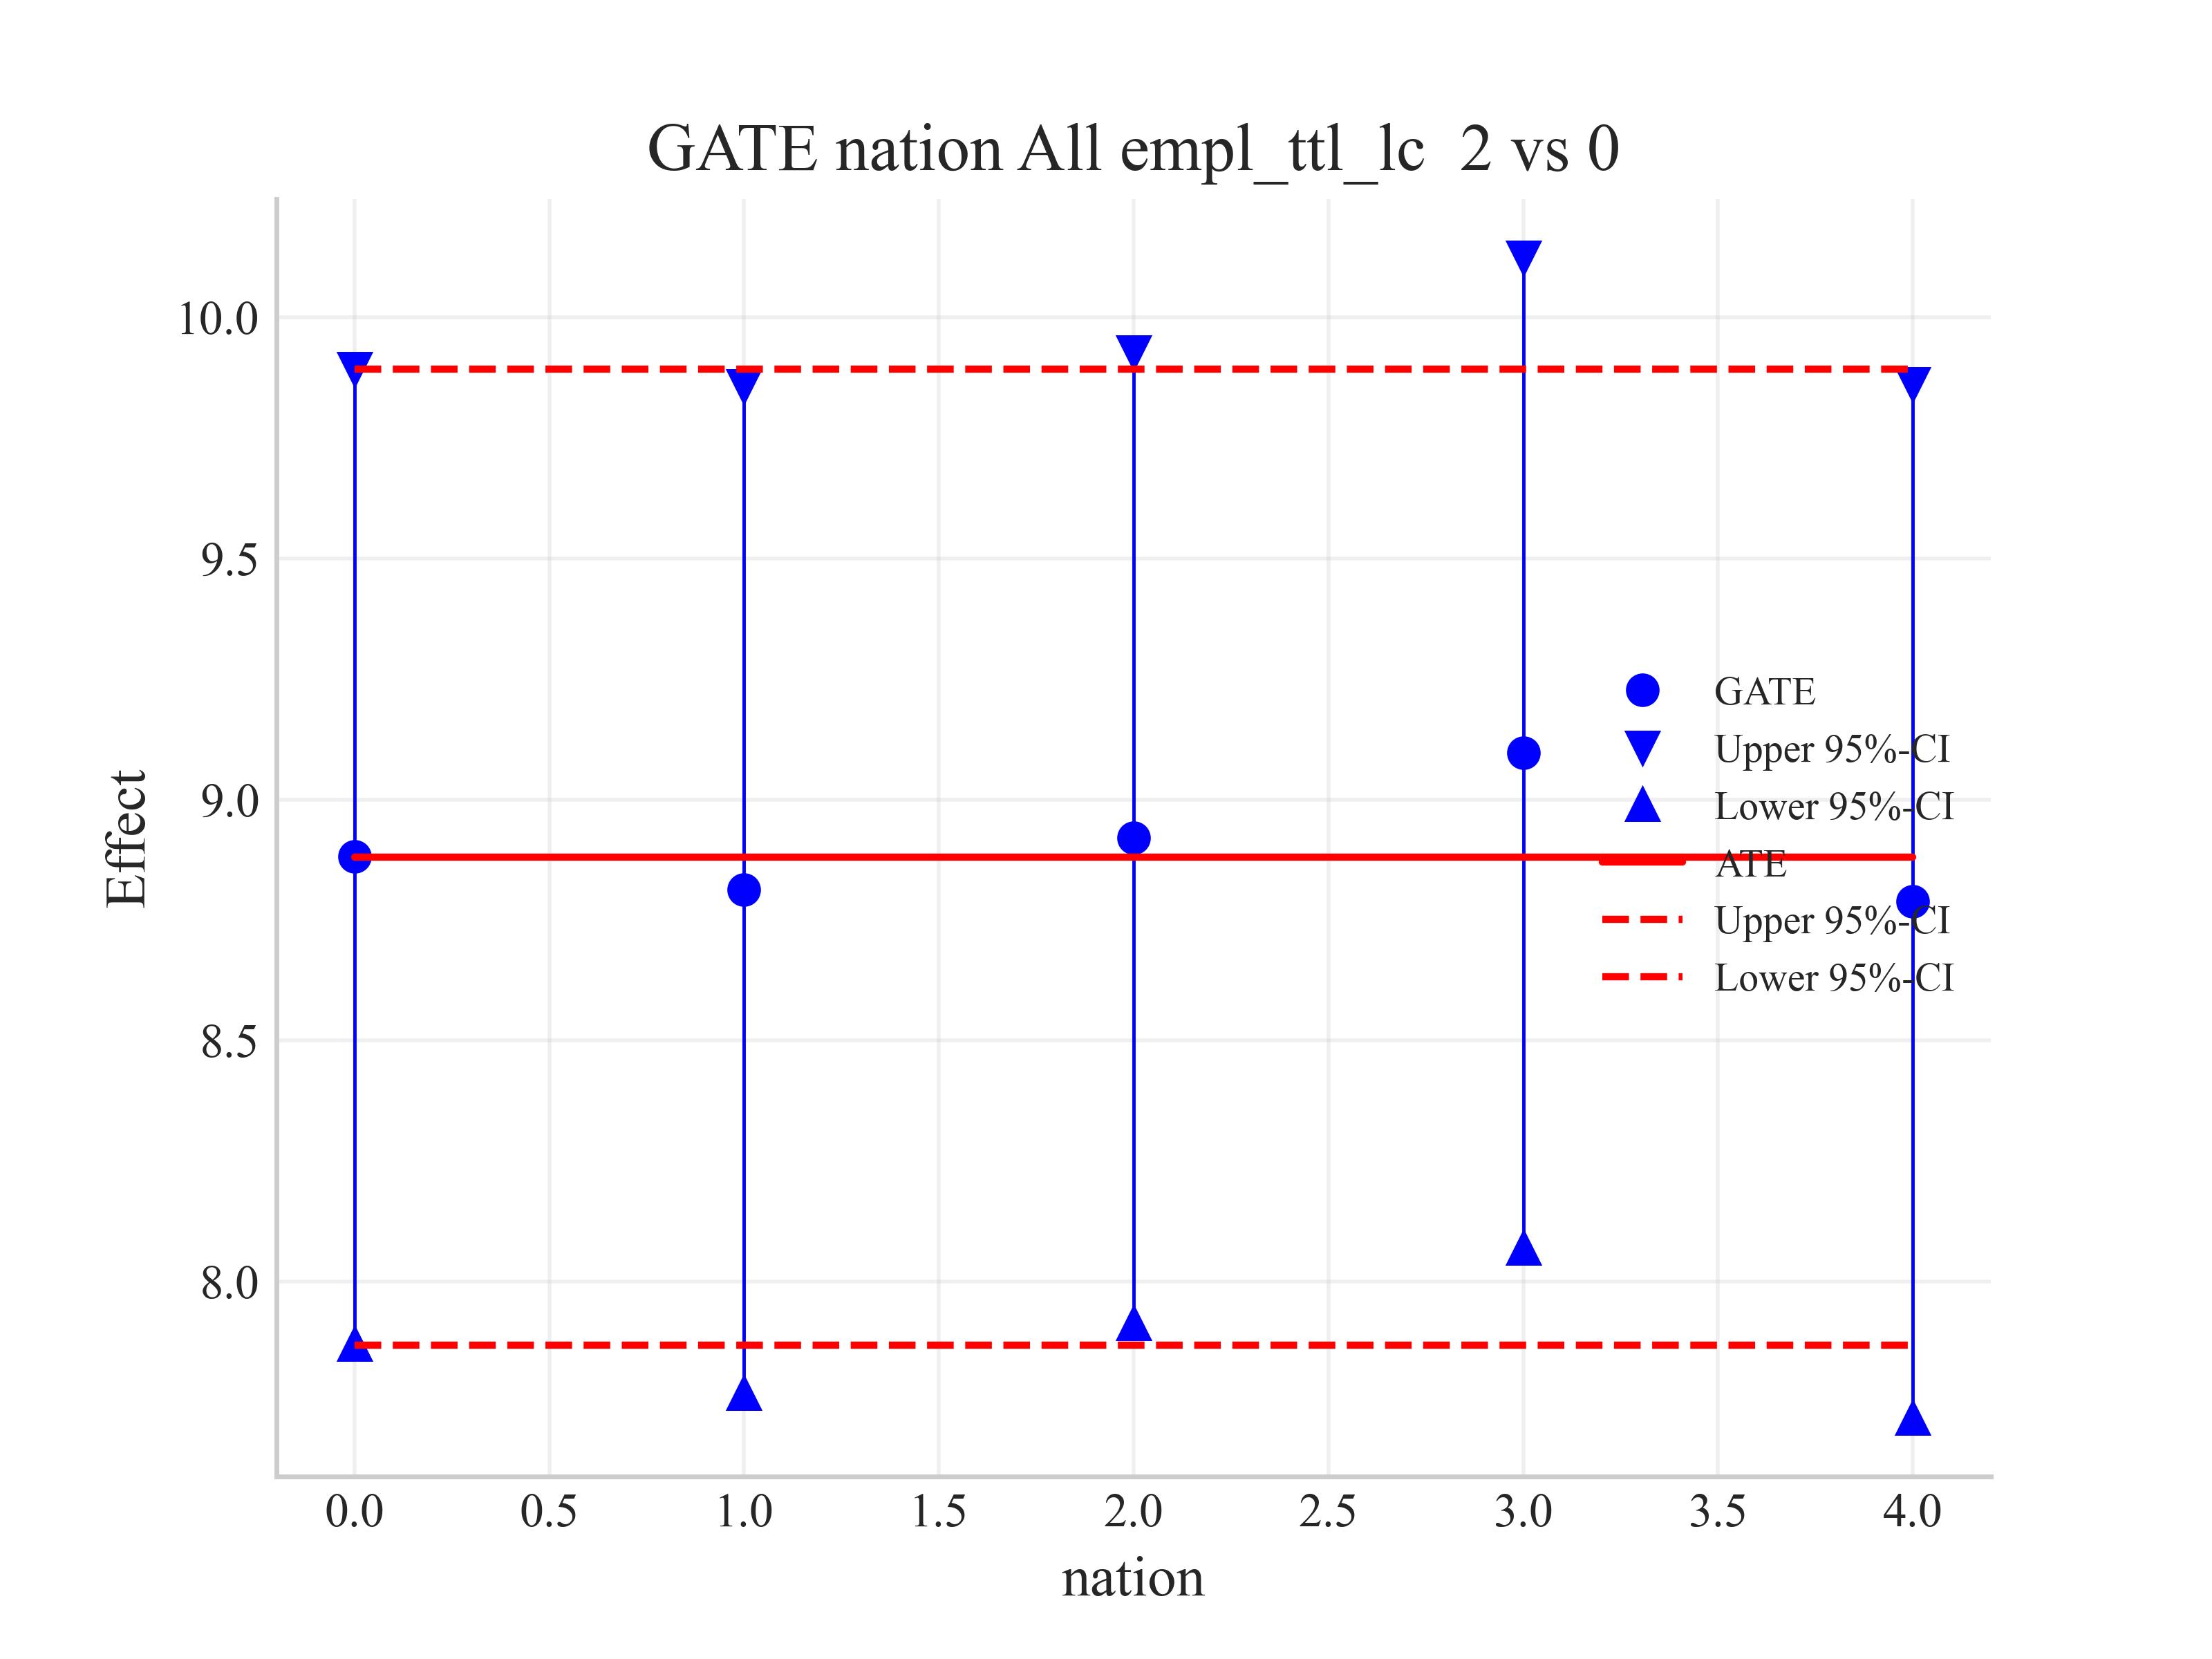 GATE nation All empl_ttl_lc  2 vs 0
Effect
10.0
9.5
9.0
8.5
8.0
GATE
Upper 95%-CI
Lower 95%-CI
ATE
Upper 95%-CI
Lower 95%-CI
0.0 0.5 1.0 1.5 2.0 2.5 3.0 3.5 4.0
nation